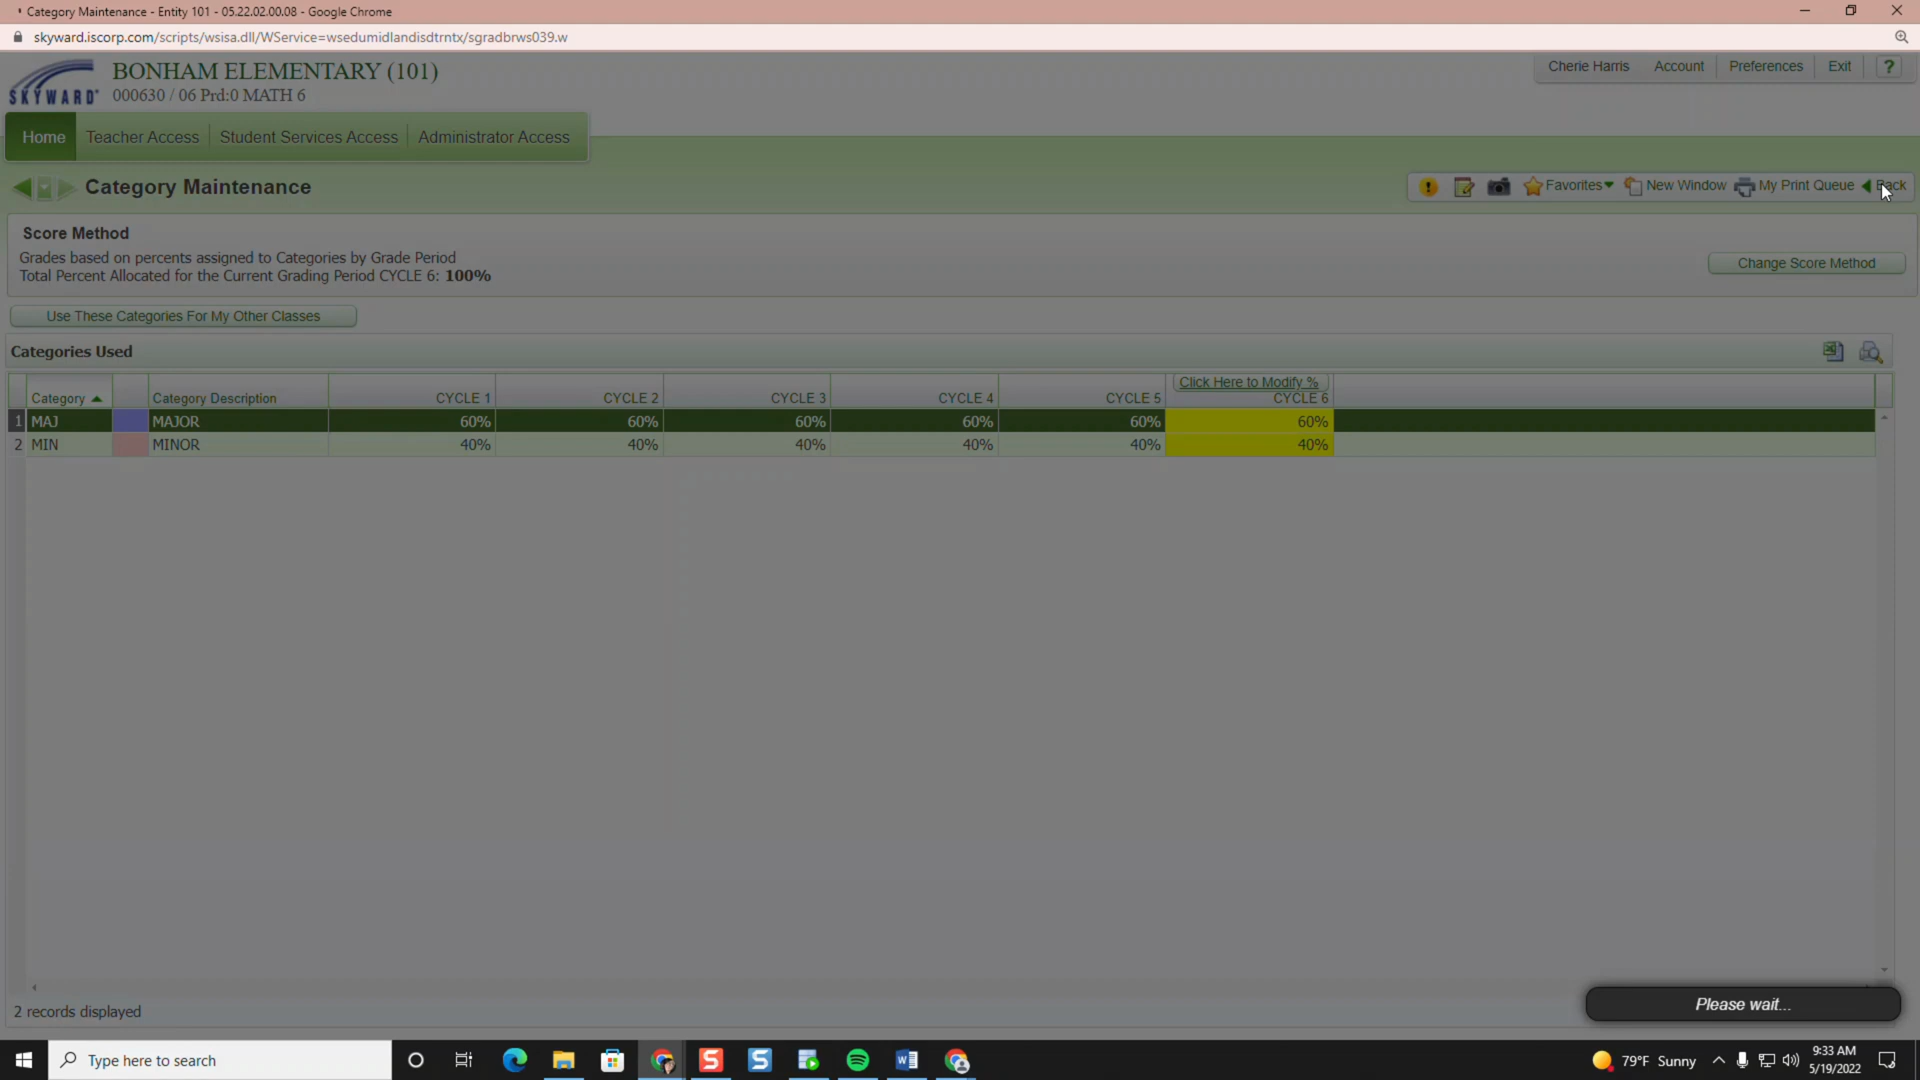 Category Maintenance - Entity 101 - 05.22.02.00.08 - Google Chrome
skyward.iscorp.com/scripts/wsisa.dll/WService=wsedumidlandisdtrntx/sgradbrws039.w
SKYWARD
BONHAM ELEMENTARY (101)
000630 / 06 Prd:0 MATH 6
Cherie Harris Account Preferences Exit ?
Home Teacher Access Student Services Access Administrator Access
Category Maintenance
Favorites New Window My Print Queue Back
Score Method
Grades based on percents assigned to Categories by Grade Period
Total Percent Allocated for the Current Grading Period CYCLE 6: 100%
Change Score Method
Use These Categories For My Other Classes
Categories Used
Click Here to Modify %
Category Category Description CYCLE 1 CYCLE 2 CYCLE 3 CYCLE 4 CYCLE 5 CYCLE 6
1 MAJ MAJOR 60% 60% 60% 60% 60% 60%
2 MIN MINOR 40% 40% 40% 40% 40% 40%
2 records displayed
Please wait...
Type here to search
79°F Sunny
9:33 AM
5/19/2022